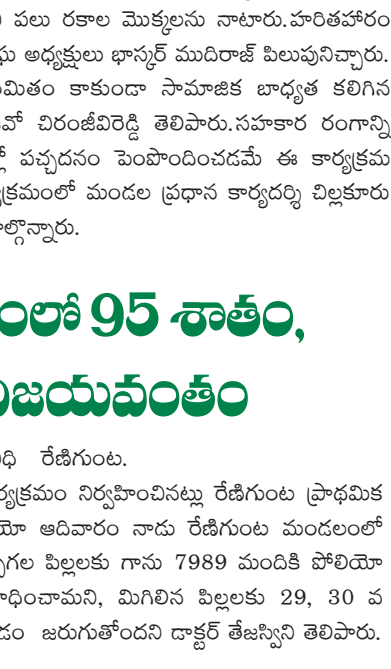 పలు రకాల మొక్కలను నాటారు.హరితహారం
అధ్యక్షులు భాస్కర్ ముదిరాజ్ పిలుపునిచ్చారు.
కాకుండా సామాజిక బాధ్యత కలిగిన
చిరంజీవిరెడ్డి తెలిపారు.సహకార రంగాన్ని
పచ్చదనం పెంపొందించడమే ఈ కార్యక్రమ
మండల ప్రధాన కార్యదర్శి చిల్లకూరు
ల్గొన్నారు.
ంలో 95 శాతం,
విజయవంతం
ధి రేణిగుంట.
ర్యక్రమం నిర్వహించినట్లు రేణిగుంట ప్రాథమిక
యో ఆదివారం నాడు రేణిగుంట మండలంలో
పిల్లలకు గాను 7989 మందికి పోలియో
ధించామని, మిగిలిన పిల్లలకు 29, 30 వ
డం జరుగుతోందని డాక్టర్ తేజస్విని తెలిపారు.